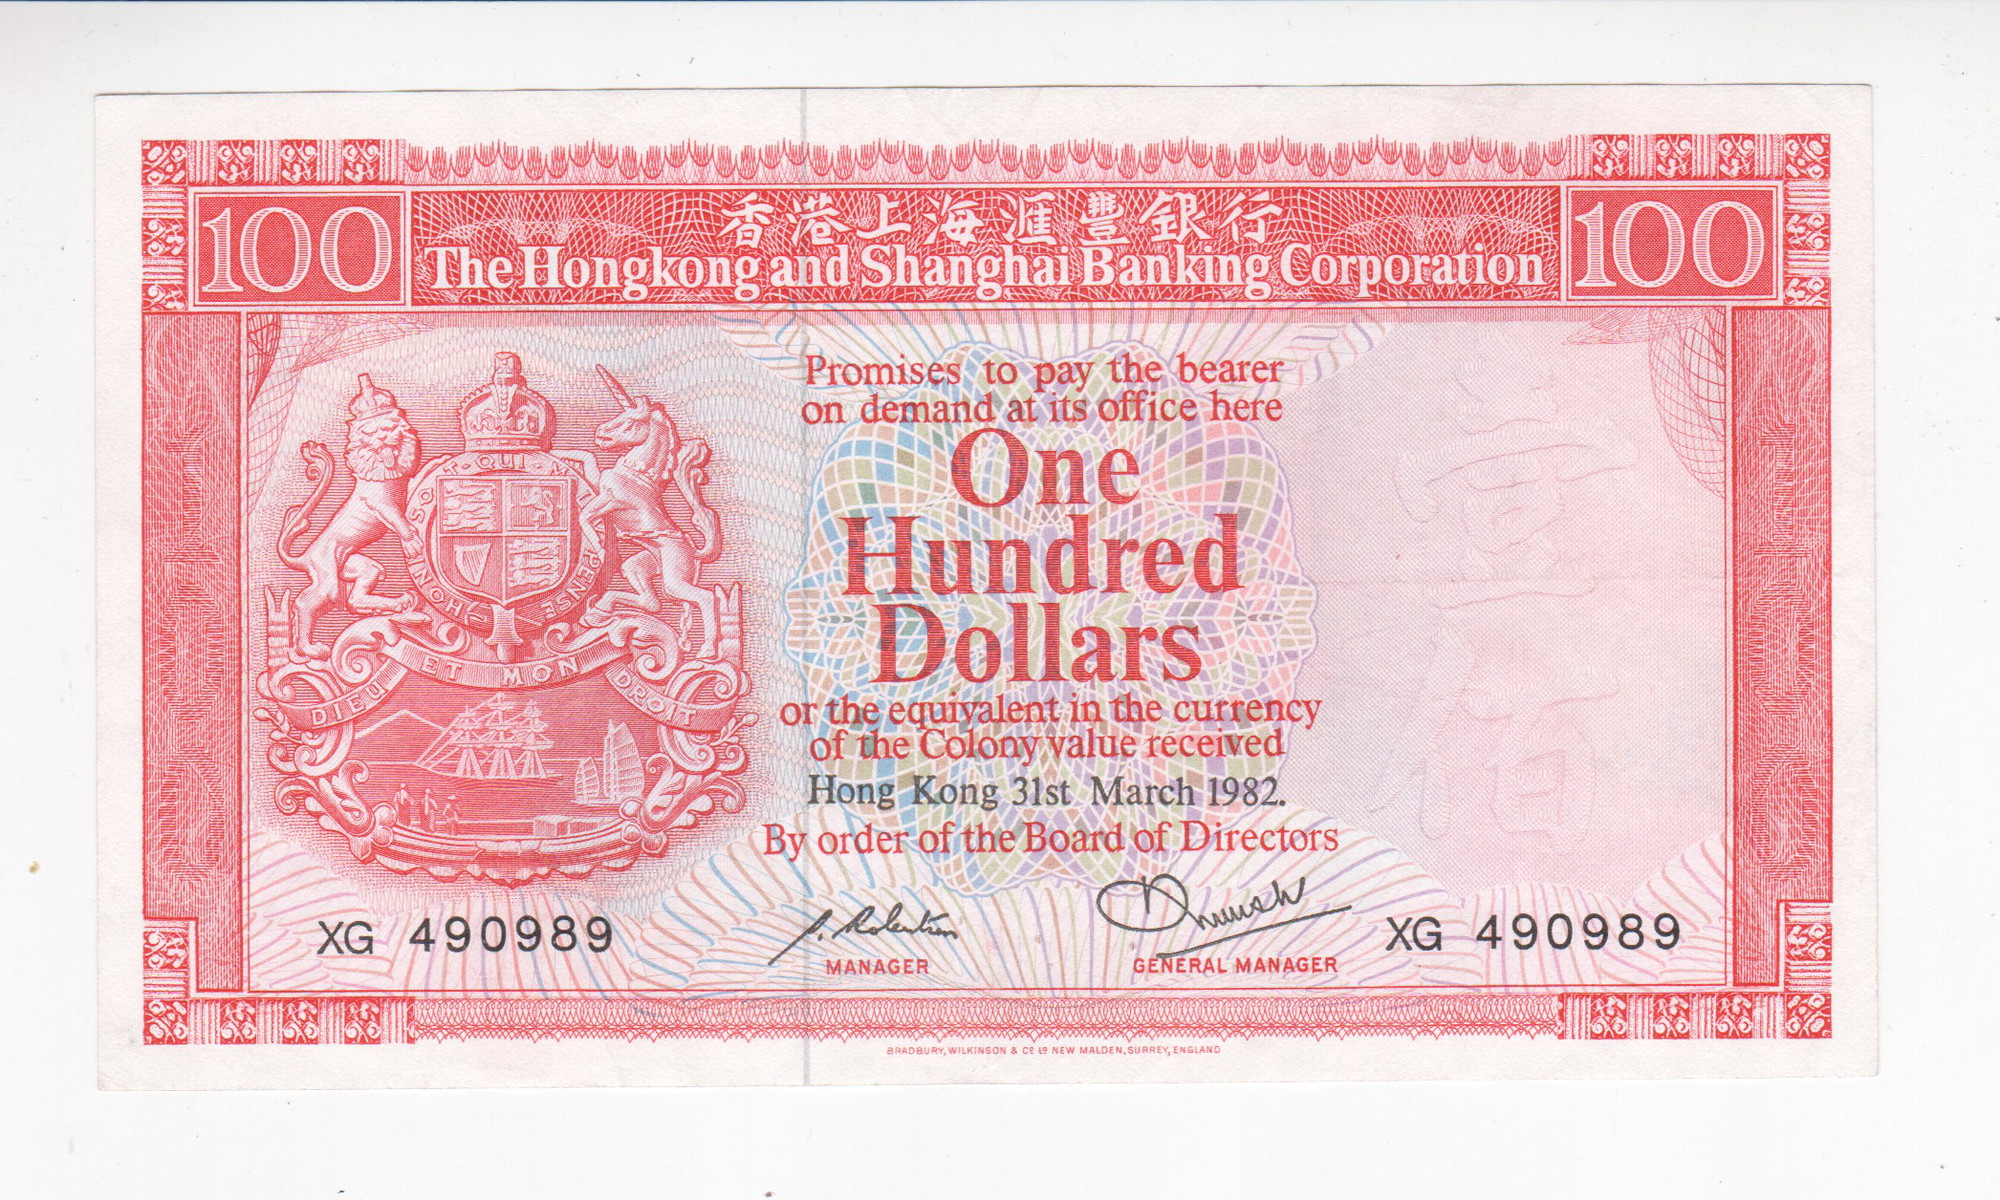 香港上海滙豐銀行
100 The Hongkong and Shanghai Banking Corporation 100
Promises to pay the bearer
on demand at its office here
One
Hundred
Dollars
or the equivalent in the currency
of the Colony value received
Hong Kong 31st March 1982.
By order of the Board of Directors
壹佰
DIEU ET MON DROIT
XG 490989
MANAGER
GENERAL MANAGER
XG 490989
BRADBURY, WILKINSON & Cº Lº NEW MALDEN, SURREY, ENGLAND